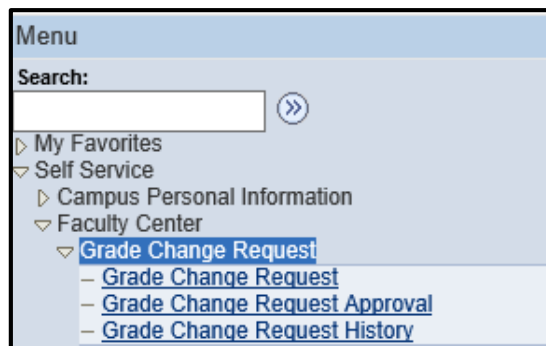 Menu
Search:
My Favorites
Self Service
Campus Personal Information
Faculty Center
Grade Change Request
– Grade Change Request
– Grade Change Request Approval
– Grade Change Request History